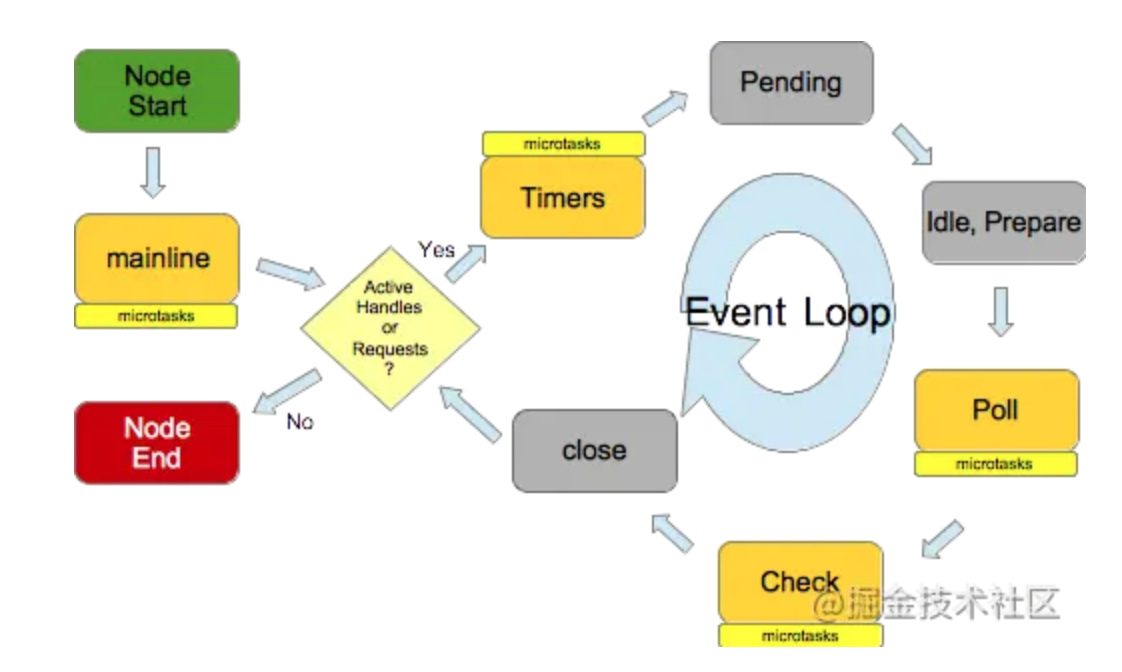 Node
Start
mainline
microtasks
Active
Handles
or
Requests
?
Yes
No
Node
End
microtasks
Timers
Pending
Idle, Prepare
Poll
microtasks
Check
microtasks
close
Event Loop
@掘金技术社区